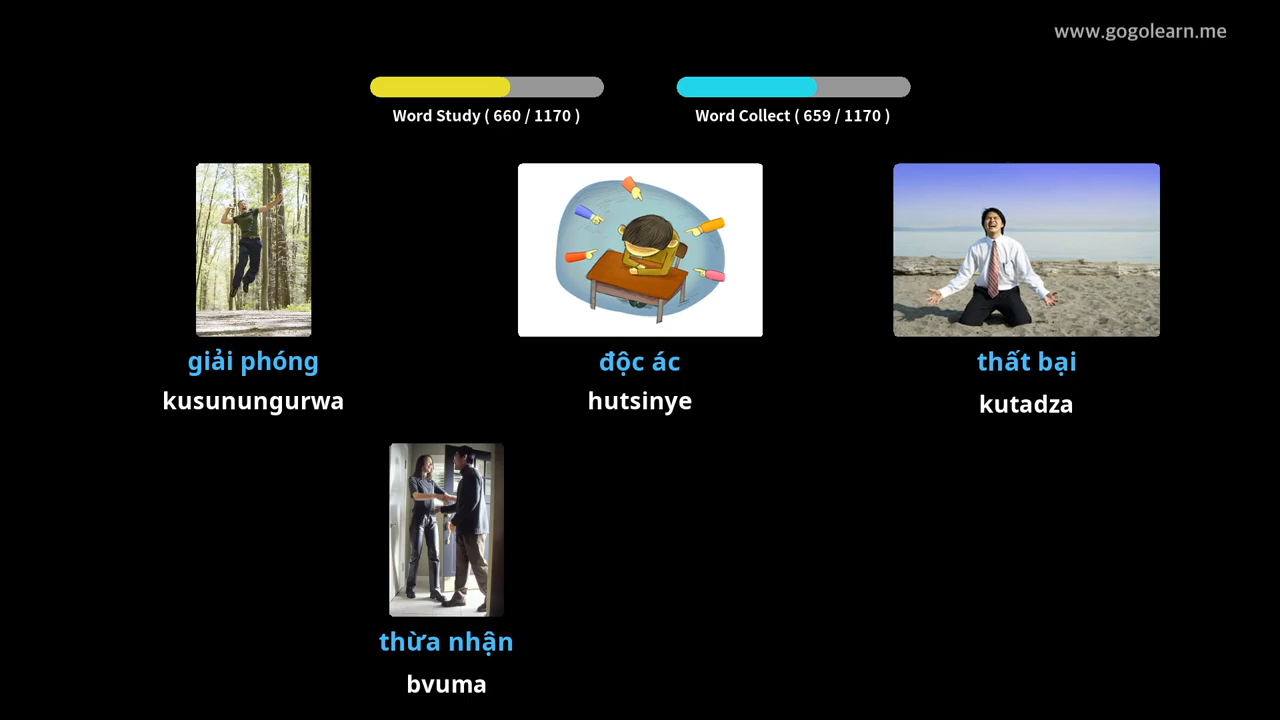 www.gogolearn.me
Word Study ( 660 / 1170 )
Word Collect ( 659 / 1170 )
giải phóng
kusunungurwa
độc ác
hutsinye
thất bại
kutadza
thừa nhận
bvuma